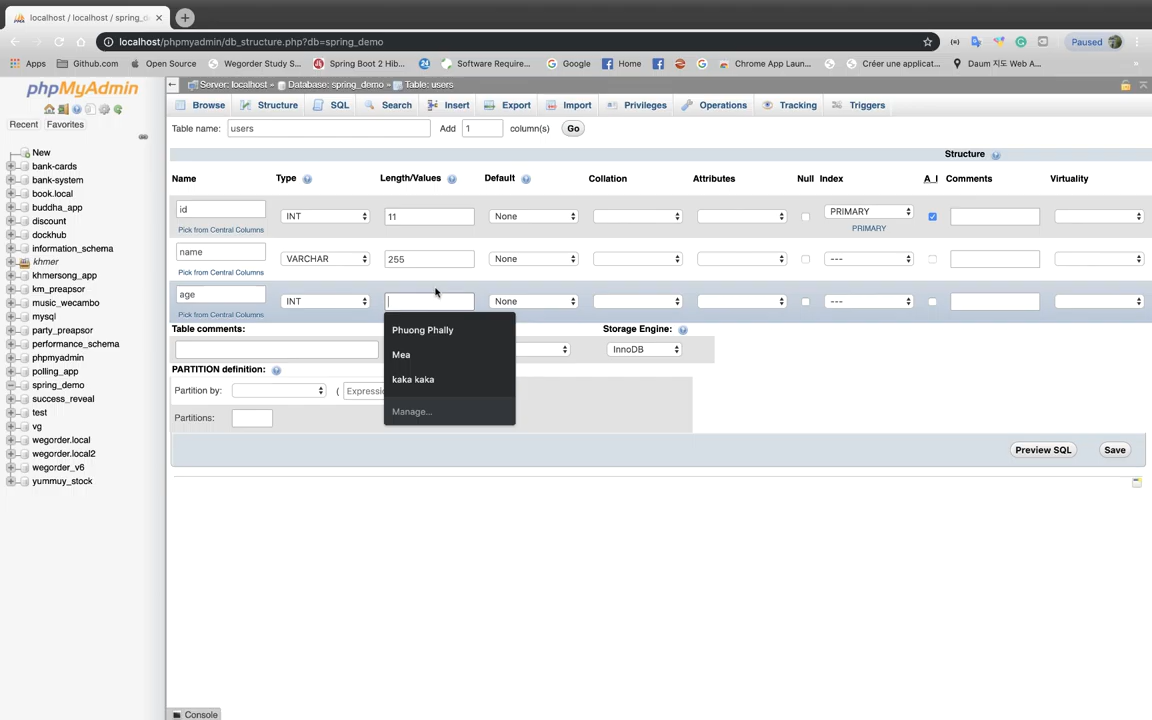 localhost / localhost / spring_d
localhost/phpmyadmin/db_structure.php?db=spring_demo
Paused
Apps
Github.com
Open Source
Wegorder Study S...
Spring Boot 2 Hib...
24
Software Require...
Google
Home
Chrome App Laun...
Créer une applicat...
Daum 지도 Web A...
phpMyAdmin
Recent
Favorites
New
bank-cards
bank-system
book.local
buddha_app
discount
dockhub
information_schema
khmer
khmersong_app
km_preapsor
music_wecambo
mysql
party_preapsor
performance_schema
phpmyadmin
polling_app
spring_demo
success_reveal
test
vg
wegorder.local
wegorder.local2
wegorder_v6
yummuy_stock
Server: localhost » Database: spring_demo » Table: users
Browse
Structure
SQL
Search
Insert
Export
Import
Privileges
Operations
Tracking
Triggers
Table name: users Add 1 column(s) Go
Structure
Name Type Length/Values Default Collation Attributes Null Index A_I Comments Virtuality
id INT 11 None PRIMARY
Pick from Central Columns PRIMARY
name VARCHAR 255 None ---
Pick from Central Columns
age INT None ---
Pick from Central Columns
Phuong Phally
Mea
kaka kaka
Manage...
Table comments: Storage Engine:
InnoDB
PARTITION definition:
Partition by: ( Expressio
Partitions:
Preview SQL Save
Console